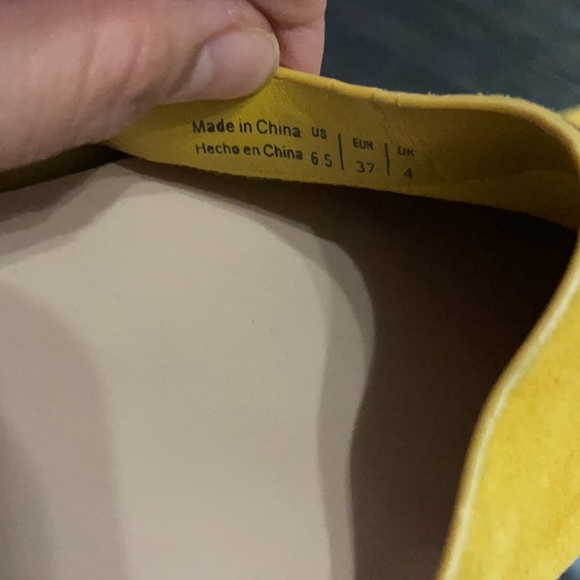 Made in China US | EUR | UK
Hecho en China 6 5 | 37 | 4